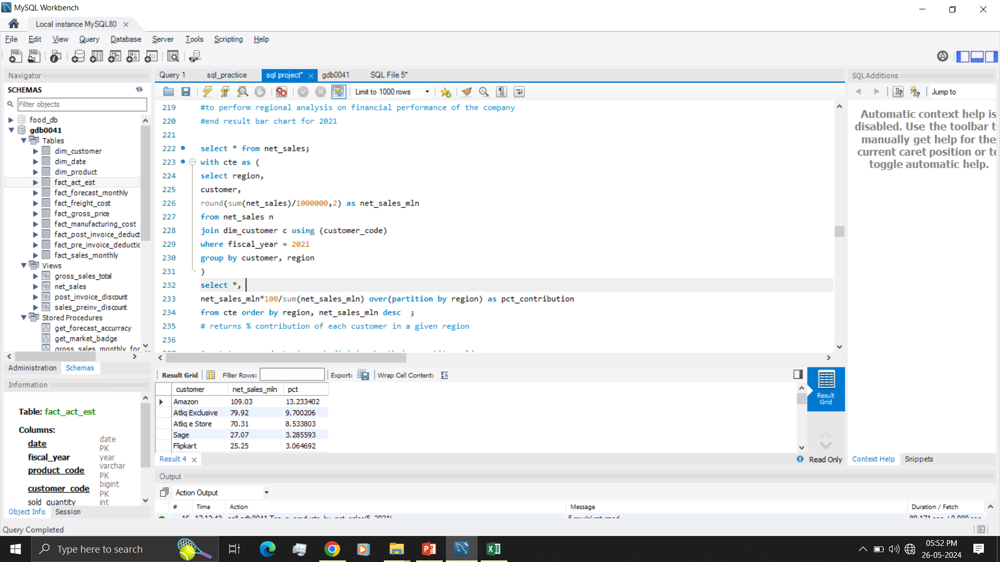 MySQL Workbench
Local instance MySQL80
File Edit View Query Database Server Tools Scripting Help
Navigator
SCHEMAS
Filter objects
food_db
gdb0041
Tables
dim_customer
dim_date
dim_product
fact_act_est
fact_forecast_monthly
fact_freight_cost
fact_gross_price
fact_manufacturing_cost
fact_post_invoice_deduct
fact_pre_invoice_deductic
fact_sales_monthly
Views
gross_sales_total
net_sales
post_invoice_discount
sales_preinv_discount
Stored Procedures
get_forecast_accurracy
get_market_badge
gross_sales_monthly_for
Administration Schemas
Information
Table: fact_act_est
Columns:
date date PK
fiscal_year year
product_code varchar PK
customer_code bigint PK
sold_quantity int
Object Info Session
Query Completed
Query 1 sql_practice sql project* gdb0041 SQL File 5*
Limit to 1000 rows
219 #to perform regional analysis on financial performance of the company
220 #end result bar chart for 2021
221
222 select * from net_sales;
223 with cte as (
224 select region,
225 customer,
226 round(sum(net_sales)/1000000,2) as net_sales_mln
227 from net_sales n
228 join dim_customer c using (customer_code)
229 where fiscal_year = 2021
230 group by customer, region
231 )
232 select *,
233 net_sales_mln*100/sum(net_sales_mln) over(partition by region) as pct_contribution
234 from cte order by region, net_sales_mln desc ;
235 # returns % contribution of each customer in a given region
236
Result Grid Filter Rows: Export: Wrap Cell Content:
customer net_sales_mln pct
Amazon 109.03 13.233402
Atliq Exclusive 79.92 9.700206
Atliq e Store 70.31 8.533803
Sage 27.07 3.285593
Flipkart 25.25 3.064692
Result Grid
Result 4
Read Only
Output
Action Output
# Time Action Message Duration / Fetch
SQLAdditions
Jump to
Automatic context help is
disabled. Use the toolbar t
manually get help for the
current caret position or to
toggle automatic help.
Context Help Snippets
Type here to search
05:52 PM
26-05-2024